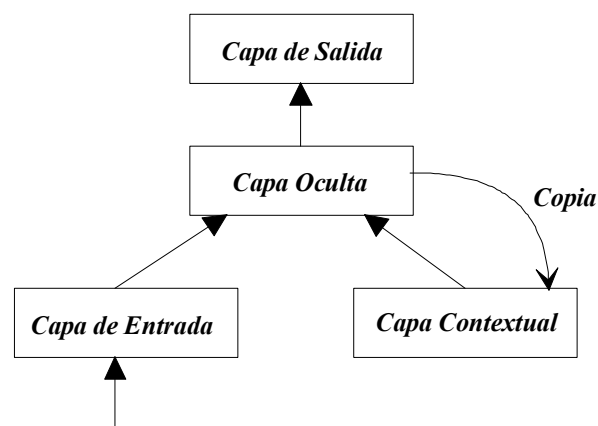 Capa de Salida
Capa Oculta
Copia
Capa de Entrada
Capa Contextual